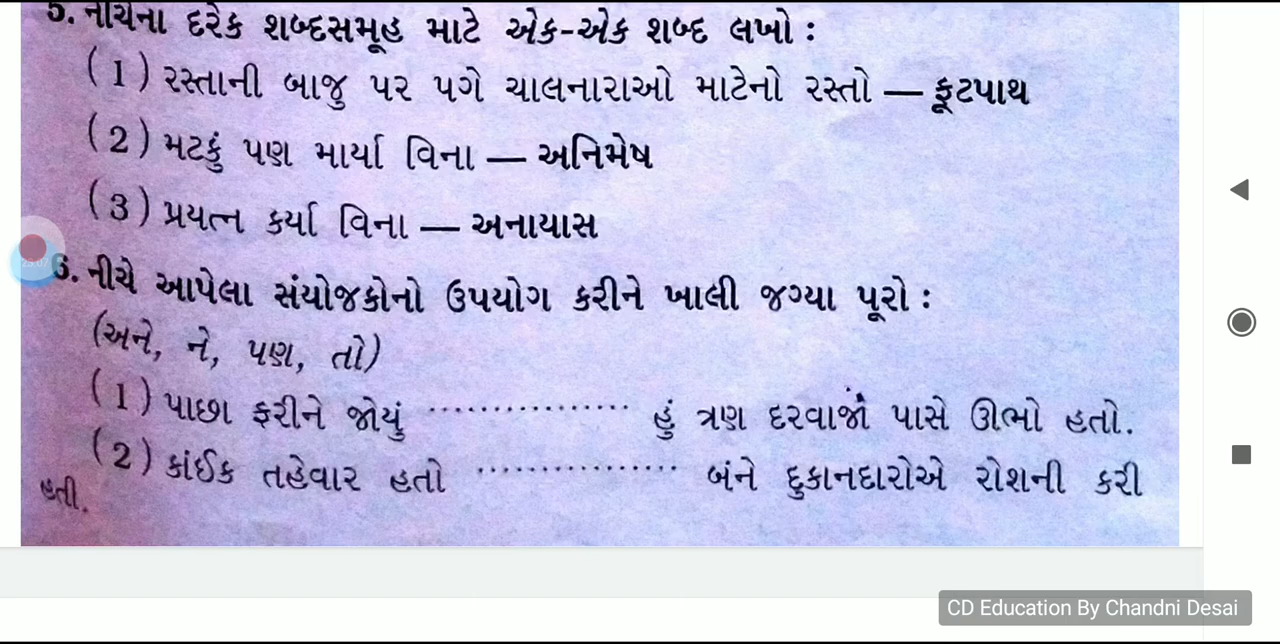 5. નીચેના દરેક શબ્દસમૂહ માટે એક-એક શબ્દ લખો :
(1) રસ્તાની બાજુ પર પગે ચાલનારાઓ માટેનો રસ્તો — ફૂટપાથ
(2) મટકું પણ માર્યા વિના — અનિમેષ
(3) પ્રયત્ન કર્યા વિના — અનાયાસ
6. નીચે આપેલા સંયોજકોનો ઉપયોગ કરીને ખાલી જગ્યા પૂરો :
(અને, ને, પણ, તો)
(1) પાછા ફરીને જોયું ................ હું ત્રણ દરવાજાં પાસે ઊભો હતો.
(2) કાંઈક તહેવાર હતો ................ બંને દુકાનદારોએ રોશની કરી
હતી.
CD Education By Chandni Desai